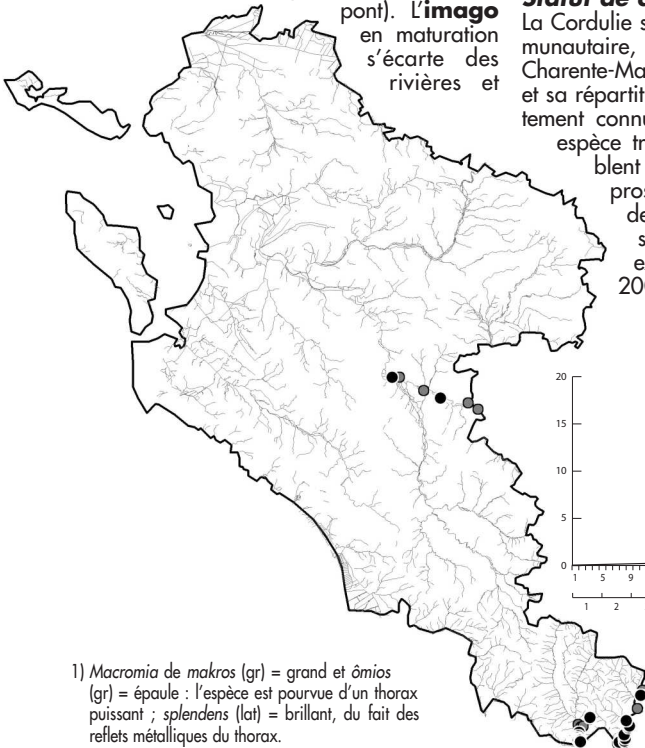 pont). L'imago
en maturation
s'écarte des
rivières et
La Cordulie s
munautaire,
Charente-Ma
et sa répartit
tement connu
espèce tr
blent
pros
de
s
e
200
20
15
10
5
0
1 5 9
1 2
1) Macromia de makros (gr) = grand et ômios
(gr) = épaule : l'espèce est pourvue d'un thorax
puissant ; splendens (lat) = brillant, du fait des
reflets métalliques du thorax.